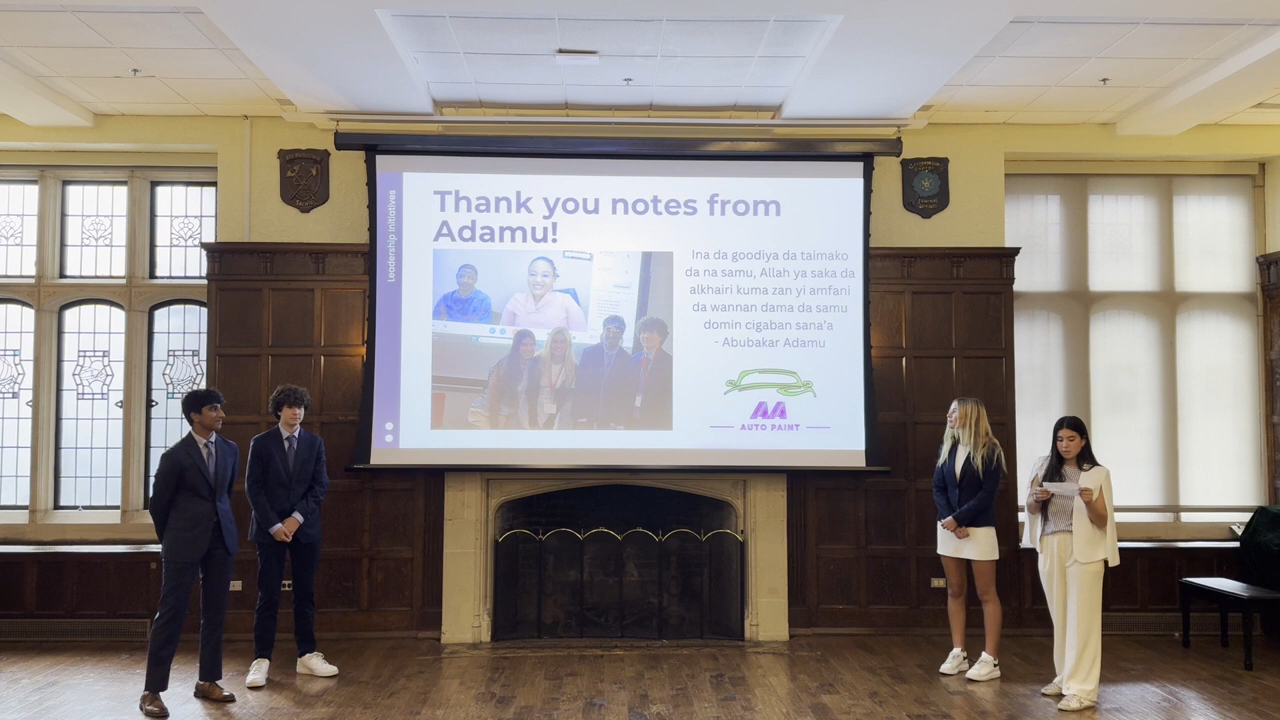 Thank you notes from
Adamu!
Leadership Initiatives
Ina da goodiya da taimako
da na samu, Allah ya saka da
alkhairi kuma zan yi amfani
da wannan dama da samu
domin cigaban sana'a
- Abubakar Adamu
AA
AUTO PAINT